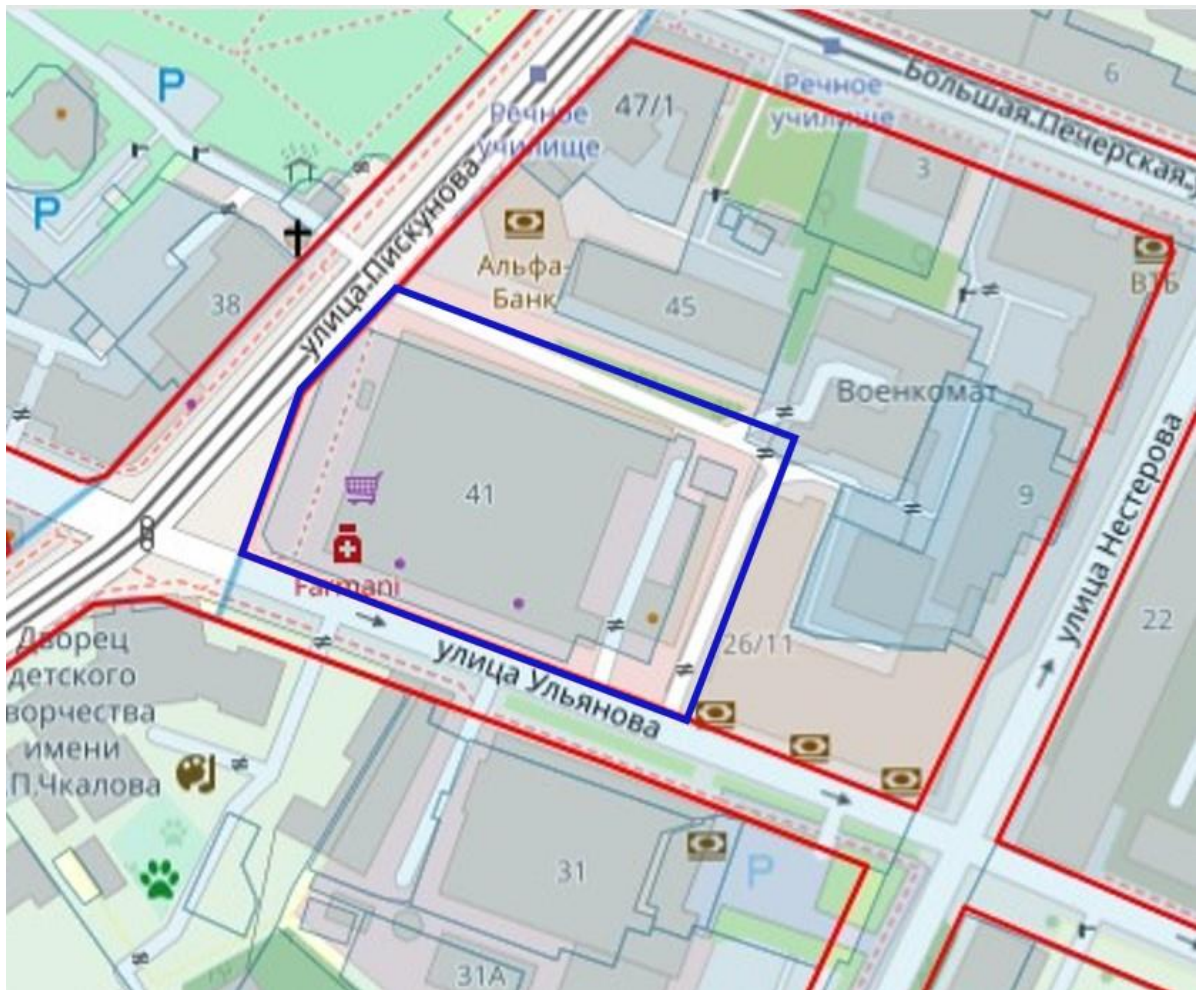 P
P
6
Большая Печерская
Речное
училище
Речное
училище
47/1
3
улица Пискунова
Альфа-
Банк
ВТБ
38
45
Военкомат
41
9
Farmani
улица Нестерова
22
26/11
улица Ульянова
Дворец
детского
ворчества
имени
.П.Чкалова
31
P
31А